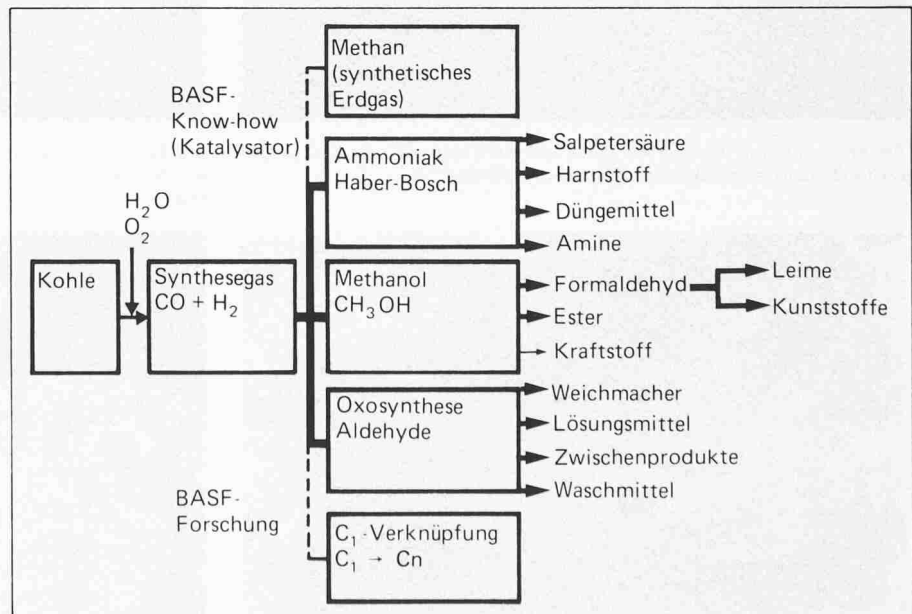 Methan
(synthetisches
Erdgas)
BASF-
Know-how
(Katalysator)
Ammoniak
Haber-Bosch
Salpetersäure
Harnstoff
Düngemittel
Amine
H₂O
O₂
Kohle
Synthesegas
CO + H₂
Methanol
CH₃OH
Formaldehyd
Ester
Kraftstoff
Leime
Kunststoffe
Oxosynthese
Aldehyde
Weichmacher
Lösungsmittel
Zwischenprodukte
Waschmittel
BASF-
Forschung
C₁-Verknüpfung
C₁ → Cn